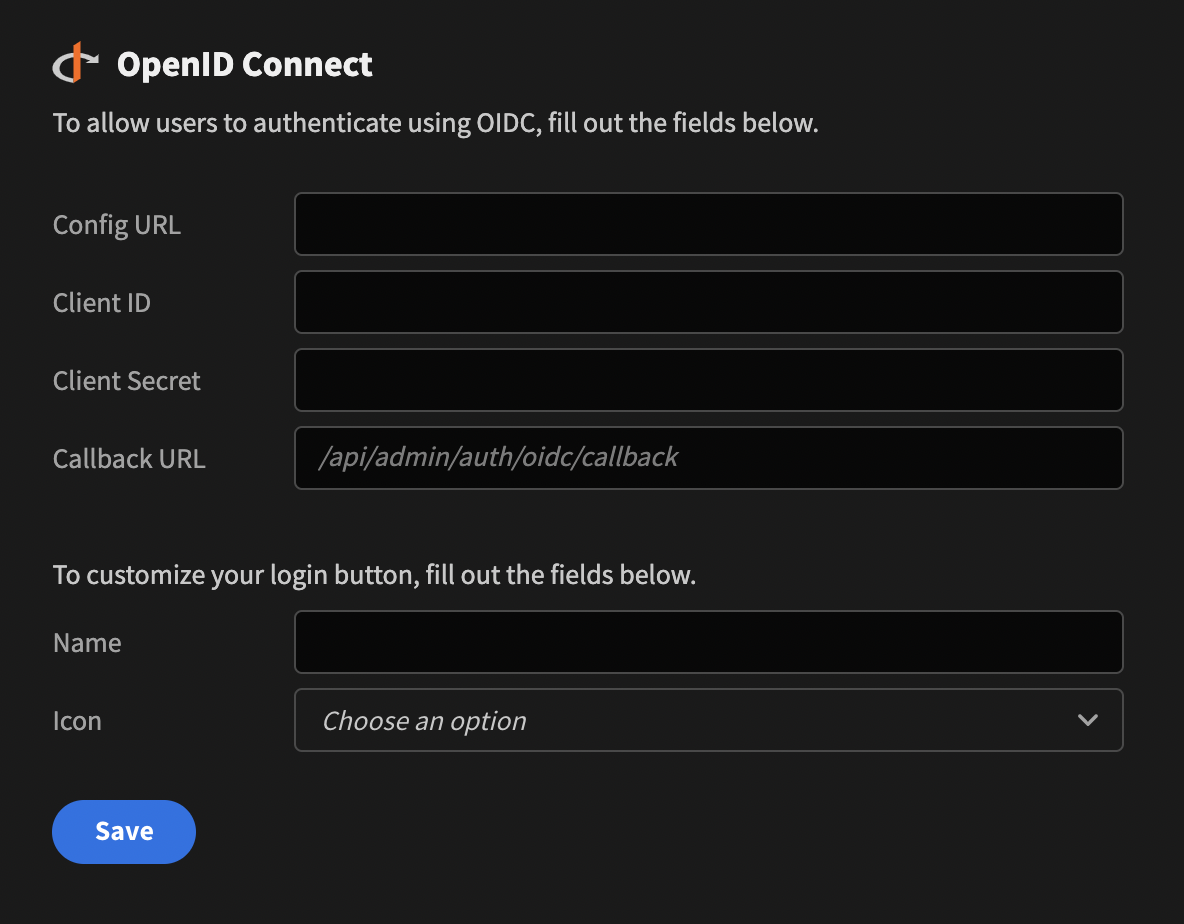 OpenID Connect
To allow users to authenticate using OIDC, fill out the fields below.
Config URL
Client ID
Client Secret
Callback URL /api/admin/auth/oidc/callback
To customize your login button, fill out the fields below.
Name
Icon Choose an option
Save